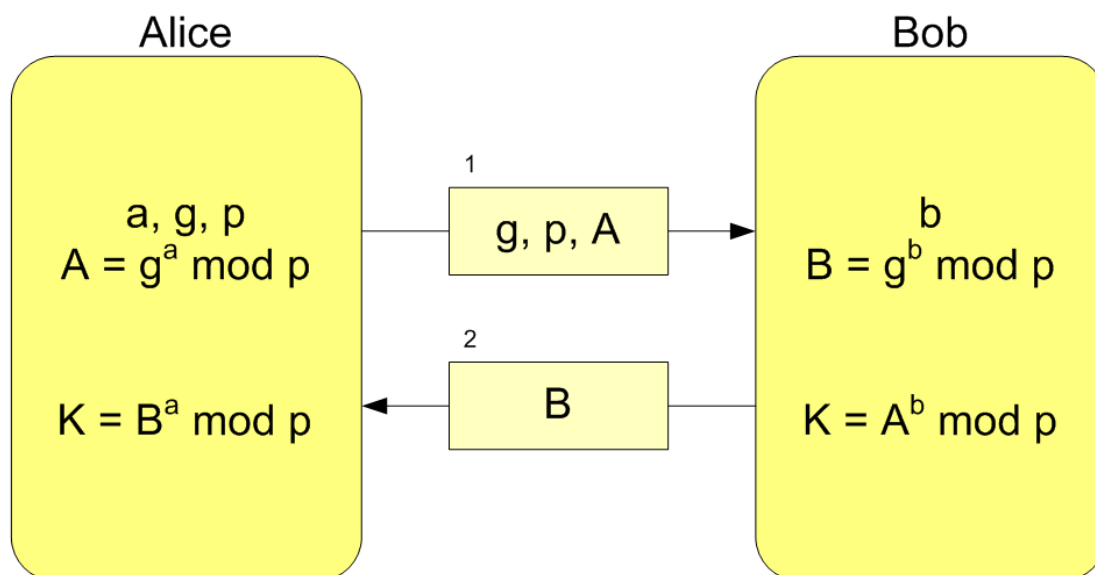 Alice
Bob
a, g, p
A = gᵃ mod p
K = Bᵃ mod p
1
g, p, A
2
B
b
B = gᵇ mod p
K = Aᵇ mod p